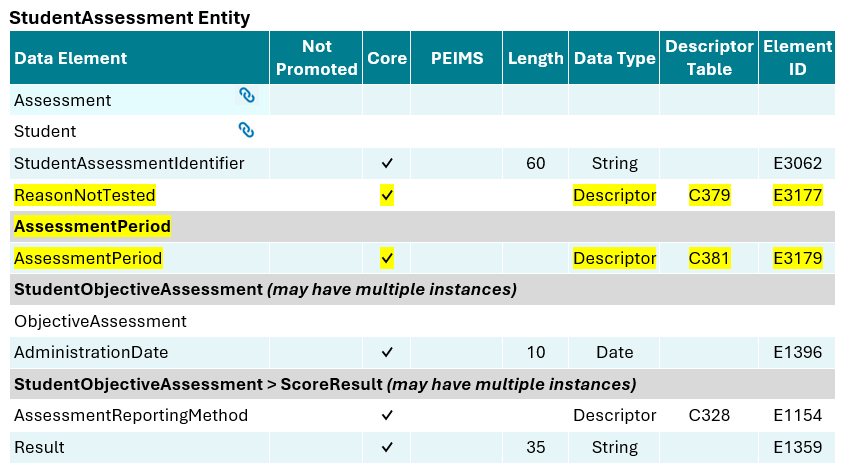 StudentAssessment Entity
Data Element Not Promoted Core PEIMS Length Data Type Descriptor Table Element ID
Assessment
Student
StudentAssessmentIdentifier ✓ 60 String E3062
ReasonNotTested ✓ Descriptor C379 E3177
AssessmentPeriod
AssessmentPeriod ✓ Descriptor C381 E3179
StudentObjectiveAssessment (may have multiple instances)
ObjectiveAssessment
AdministrationDate ✓ 10 Date E1396
StudentObjectiveAssessment > ScoreResult (may have multiple instances)
AssessmentReportingMethod ✓ Descriptor C328 E1154
Result ✓ 35 String E1359